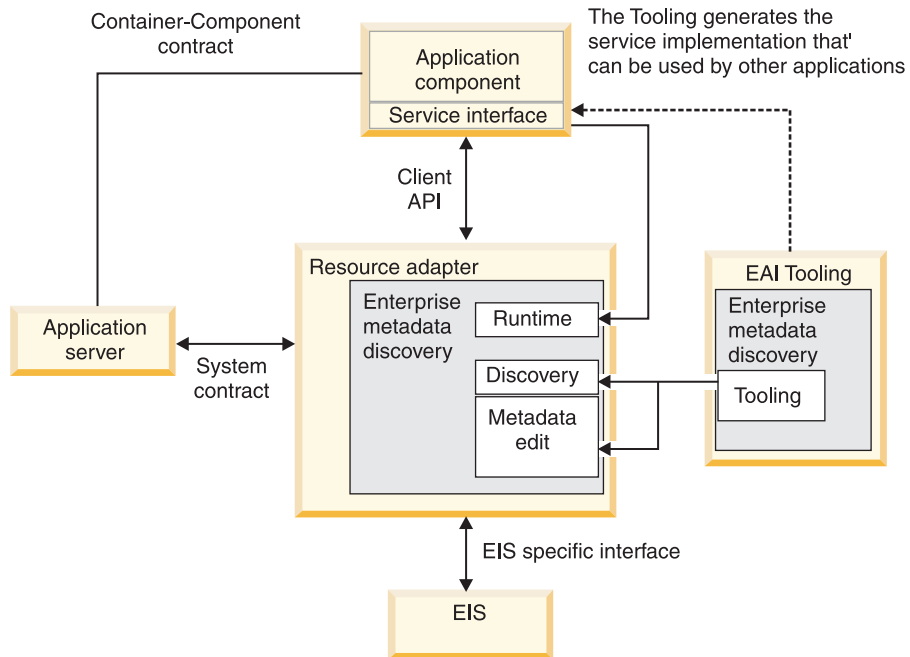 Container-Component
contract
The Tooling generates the
service implementation that'
can be used by other applications
Application
component
Service interface
Client
API
Resource adapter
Enterprise
metadata
discovery
Runtime
Discovery
Metadata
edit
EAI Tooling
Enterprise
metadata
discovery
Tooling
Application
server
System
contract
EIS specific interface
EIS